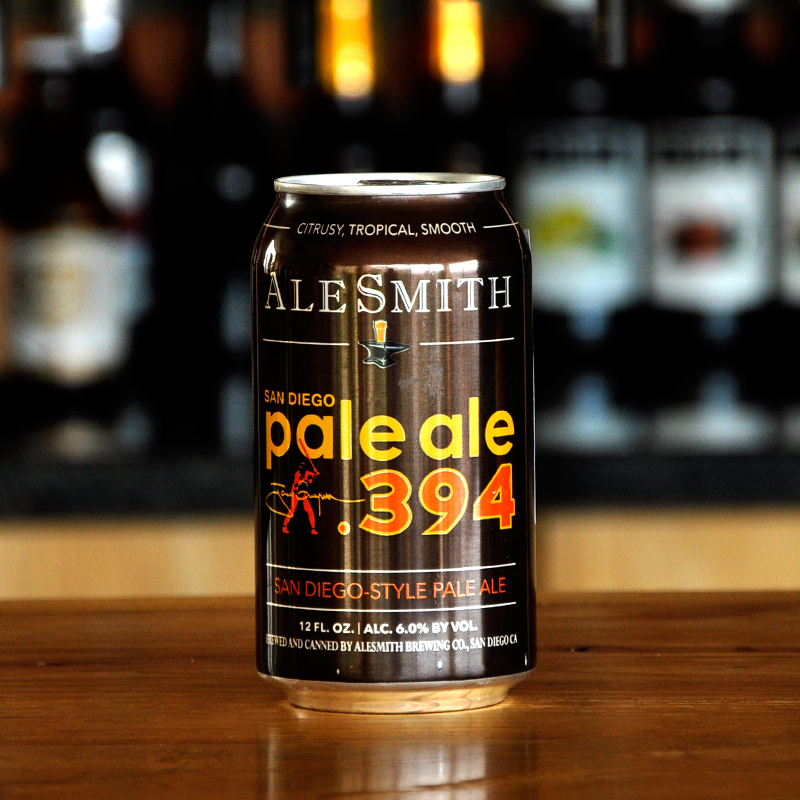 CITRUSY, TROPICAL, SMOOTH
ALESMITH
SAN DIEGO
pale ale
.394
SAN DIEGO-STYLE PALE ALE
12 FL. OZ. | ALC. 6.0% BY VOL.
BREWED AND CANNED BY ALESMITH BREWING CO., SAN DIEGO CA